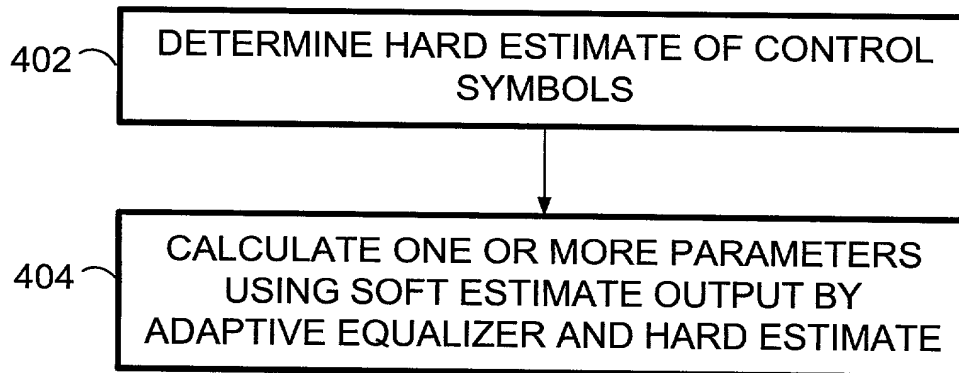 402
DETERMINE HARD ESTIMATE OF CONTROL
SYMBOLS
404
CALCULATE ONE OR MORE PARAMETERS
USING SOFT ESTIMATE OUTPUT BY
ADAPTIVE EQUALIZER AND HARD ESTIMATE